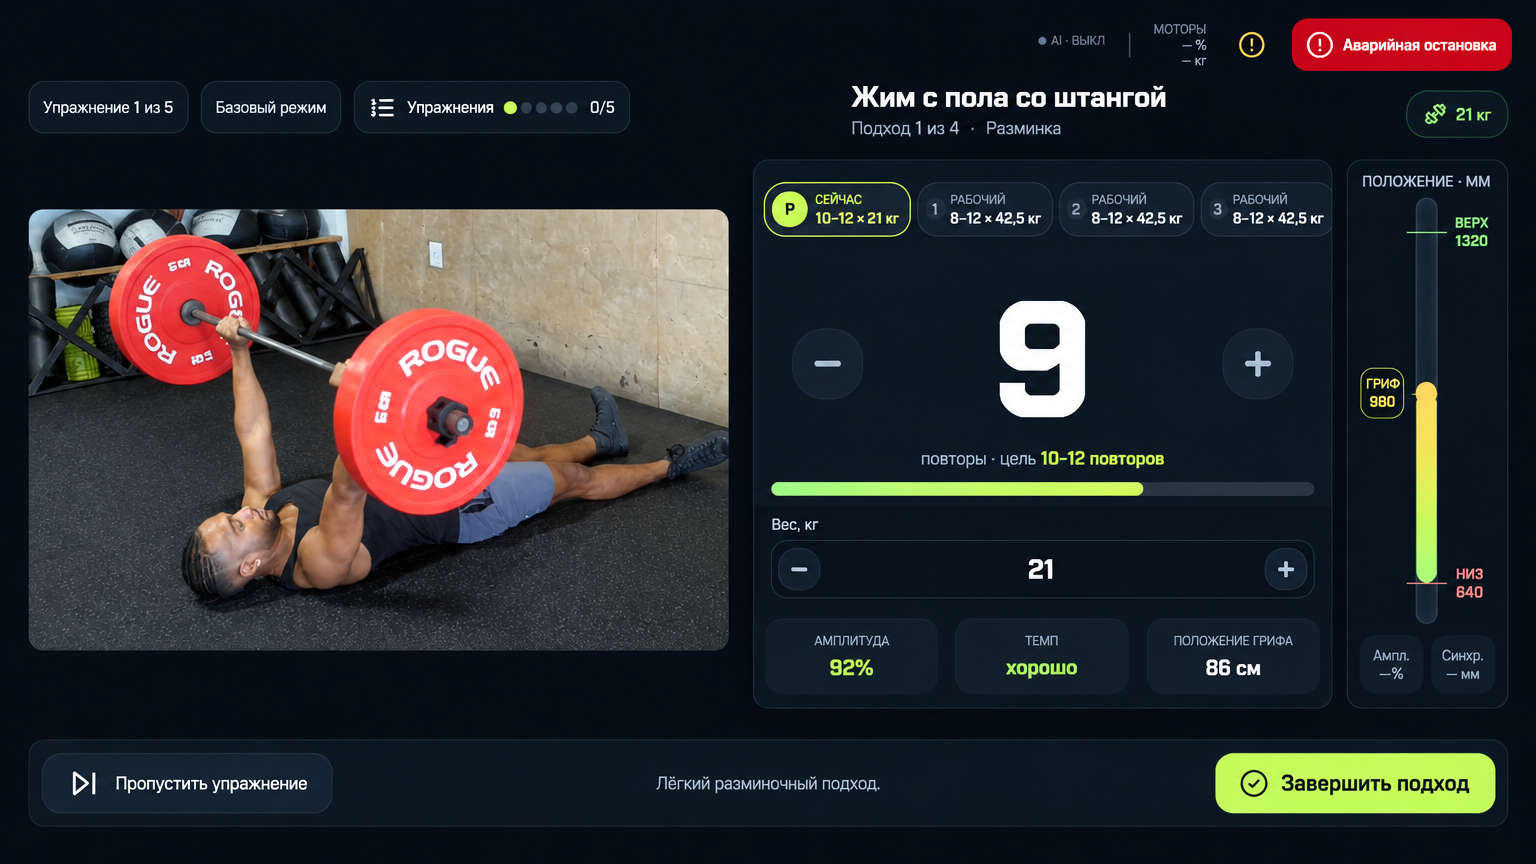 AI · ВЫКЛ
МОТОРЫ
— %
— кг
Аварийная остановка
Упражнение 1 из 5
Базовый режим
Упражнения 0/5
Жим с пола со штангой
Подход 1 из 4 · Разминка
21 кг
Р
СЕЙЧАС
10–12 × 21 кг
1
РАБОЧИЙ
8–12 × 42,5 кг
2
РАБОЧИЙ
8–12 × 42,5 кг
3
РАБОЧИЙ
8–12 × 42,5 кг
9
повторы · цель 10–12 повторов
Вес, кг
21
АМПЛИТУДА
92%
ТЕМП
хорошо
ПОЛОЖЕНИЕ ГРИФА
86 см
ПОЛОЖЕНИЕ · ММ
ВЕРХ
1320
ГРИФ
980
НИЗ
640
Ампл.
—%
Синхр.
— мм
ROGUE
ROGUE
ROGUE
ROGUE
Пропустить упражнение
Лёгкий разминочный подход.
Завершить подход